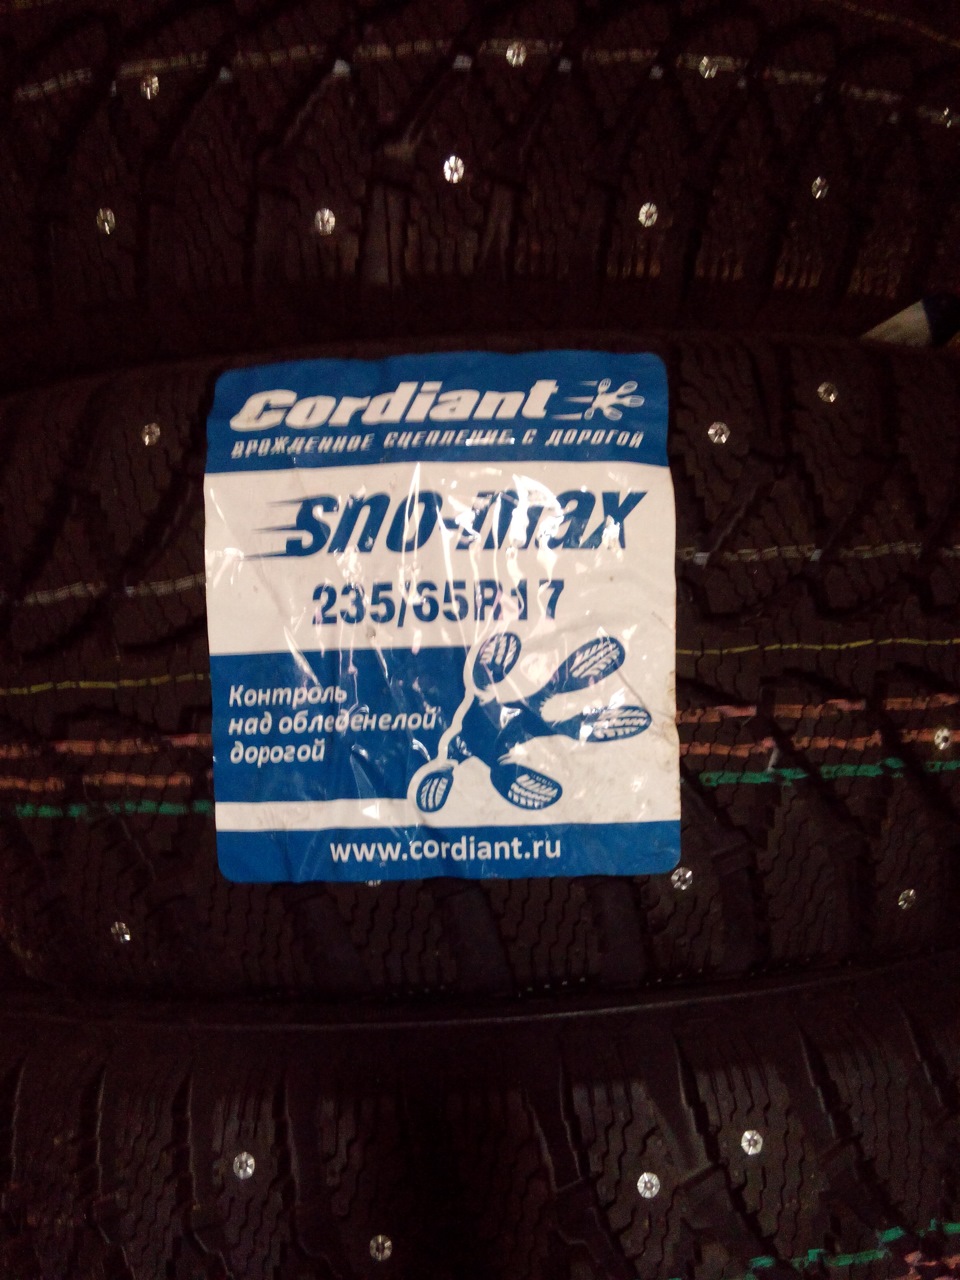 Cordiant
ВРОЖДЕННОЕ СЦЕПЛЕНИЕ С ДОРОГОЙ
sno-max
235/65R17
Контроль
над обледенелой
дорогой
www.cordiant.ru